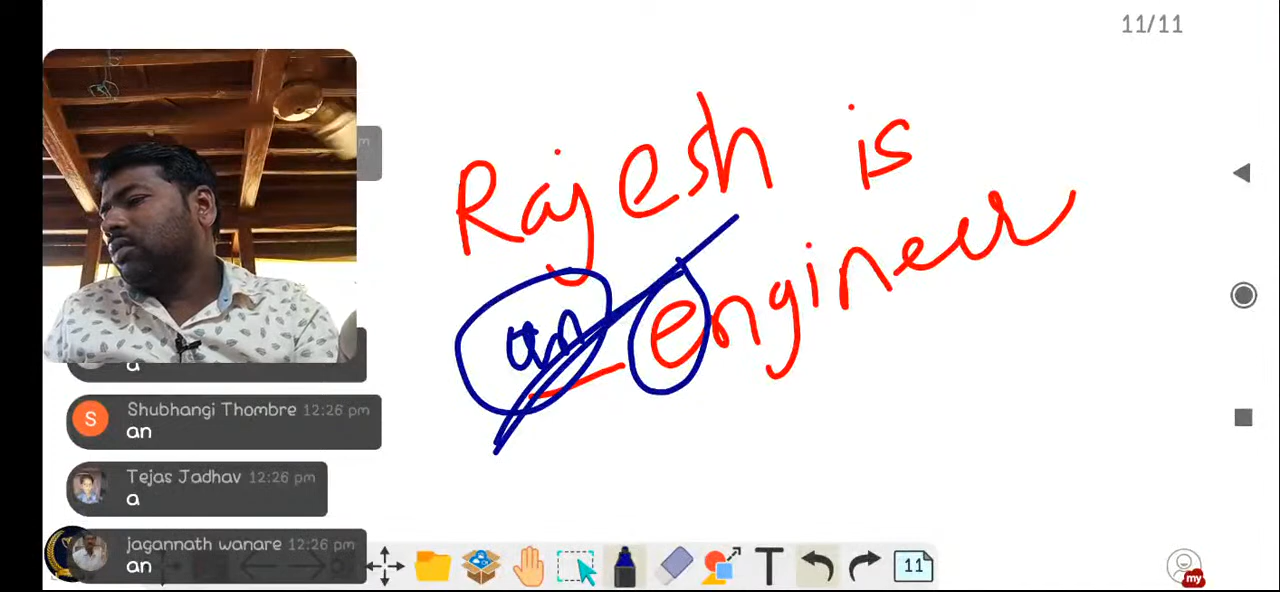 11/11
Rajesh is
an engineer
a
Shubhangi Thombre 12:26 pm
an
Tejas Jadhav 12:26 pm
a
jagannath wanare 12:26 pm
an
S
T
11
my